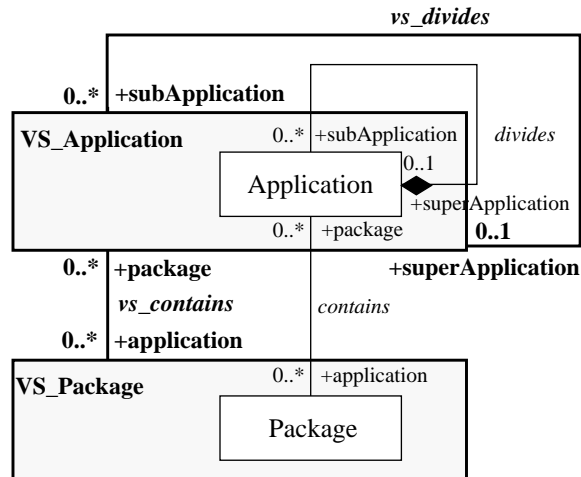 vs_divides
0..* +subApplication
VS_Application
0..* +subApplication
divides
0..1
Application
+superApplication
0..* +package
0..1
0..* +package
+superApplication
vs_contains
contains
0..* +application
VS_Package
0..* +application
Package